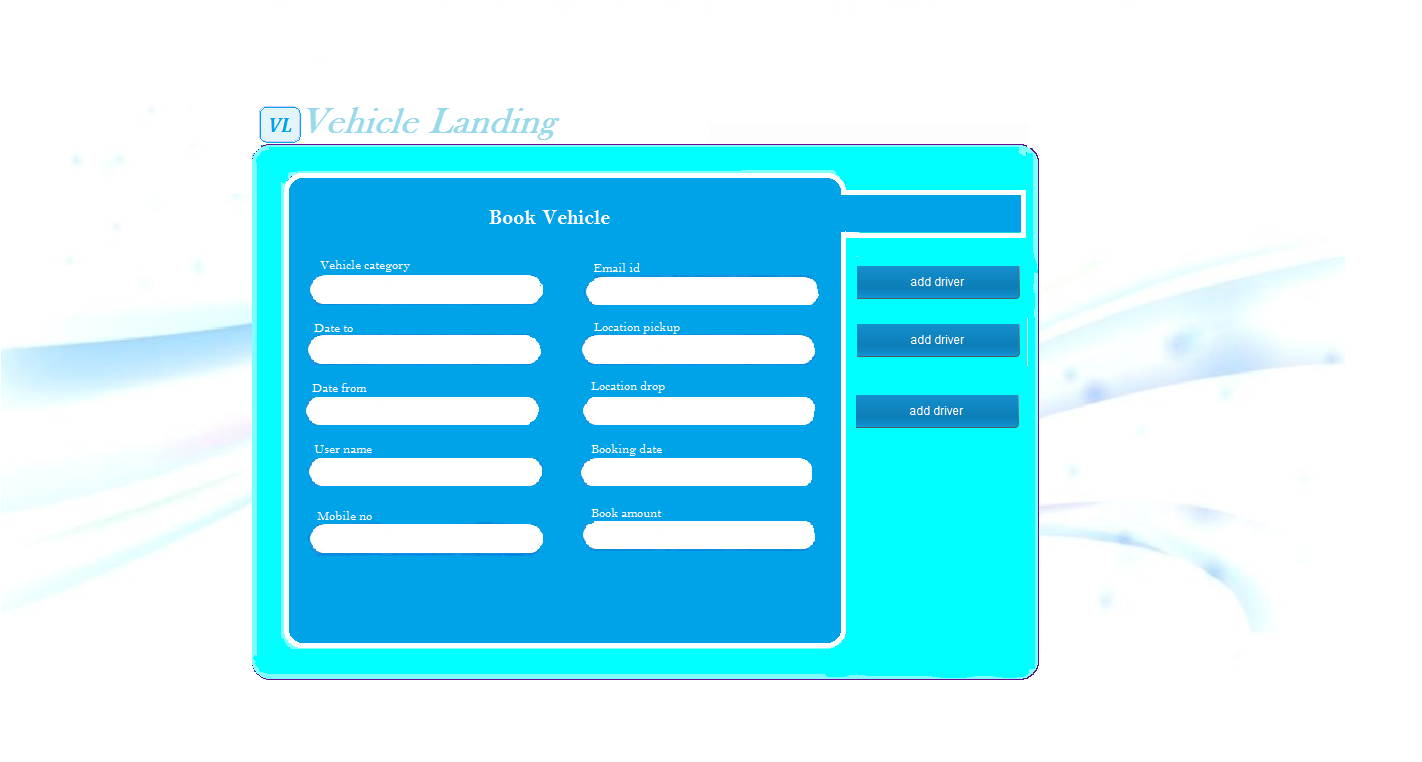 VL Vehicle Landing
Book Vehicle
Vehicle category
Email id
Date to
Location pickup
Date from
Location drop
User name
Booking date
Mobile no
Book amount
add driver
add driver
add driver